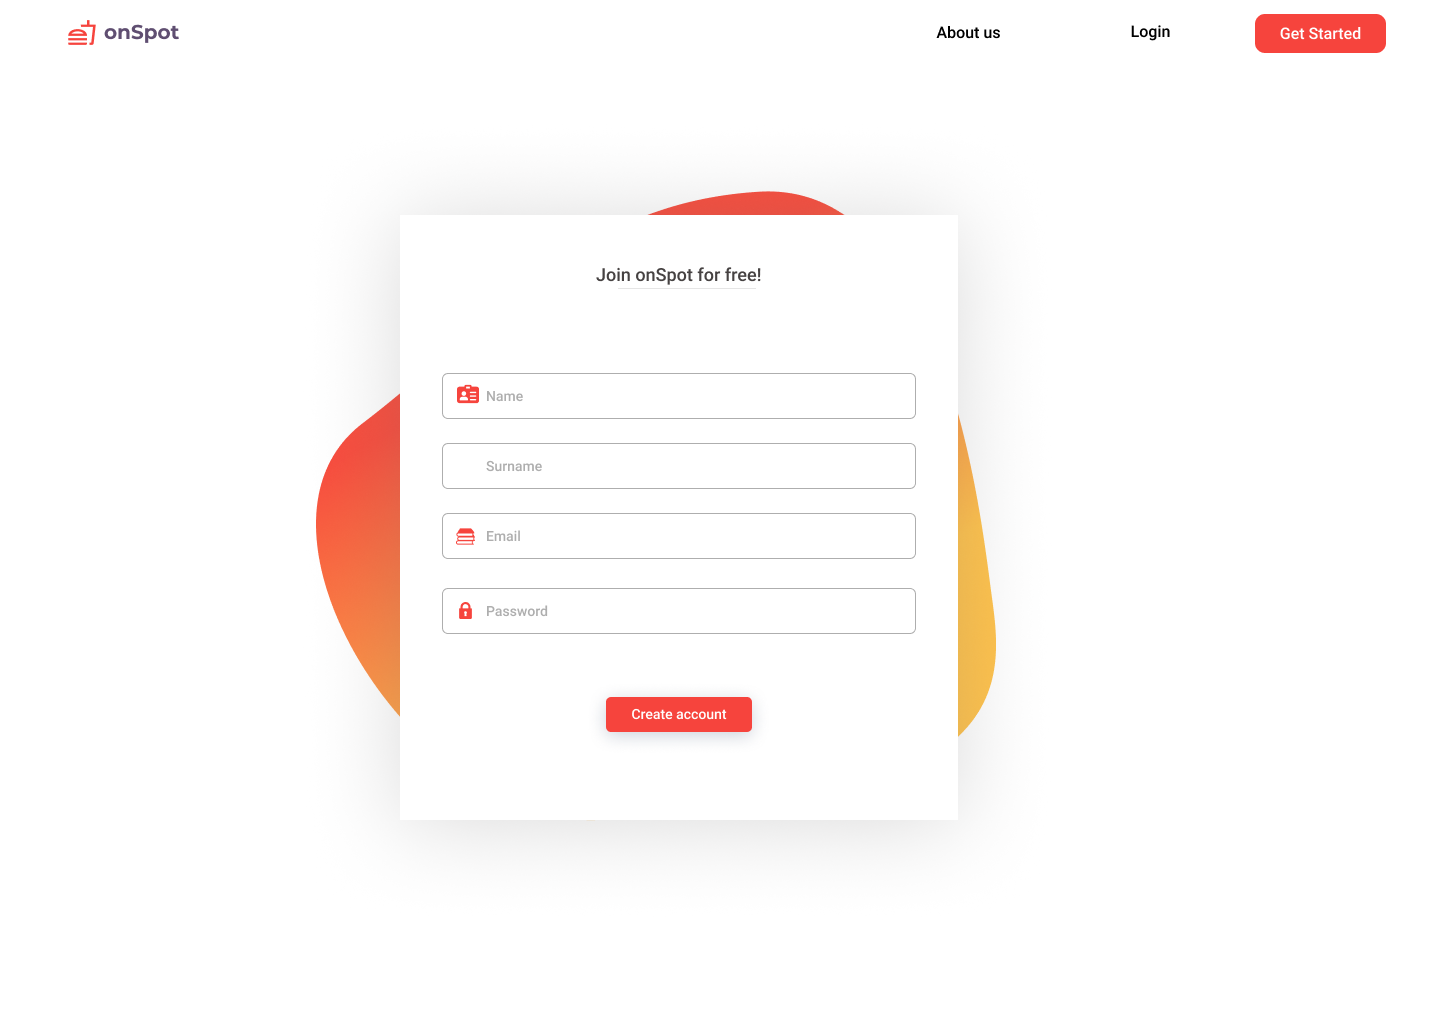 onSpot
About us
Login
Get Started
Join onSpot for free!
Name
Surname
Email
Password
Create account